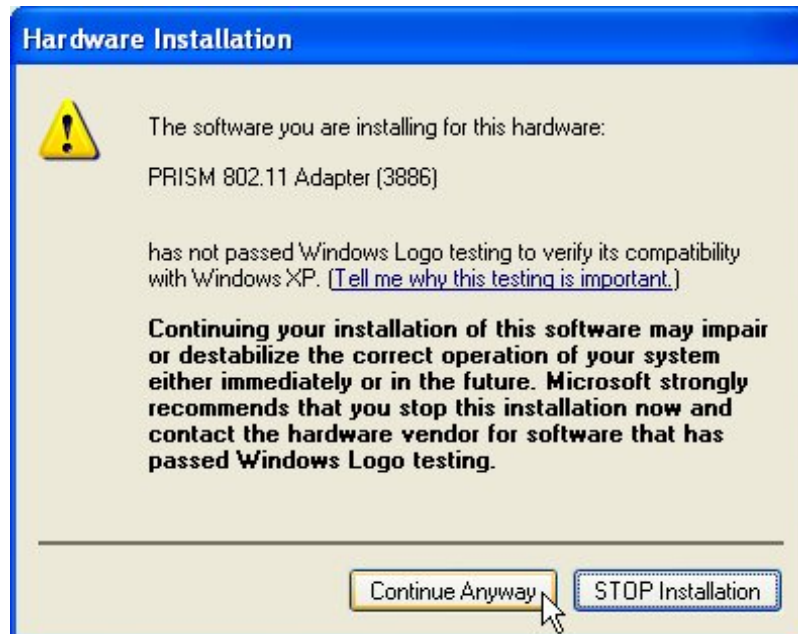 Hardware Installation
The software you are installing for this hardware:
PRISM 802.11 Adapter (3886)
has not passed Windows Logo testing to verify its compatibility
with Windows XP. (Tell me why this testing is important.)
Continuing your installation of this software may impair
or destabilize the correct operation of your system
either immediately or in the future. Microsoft strongly
recommends that you stop this installation now and
contact the hardware vendor for software that has
passed Windows Logo testing.
Continue Anyway STOP Installation